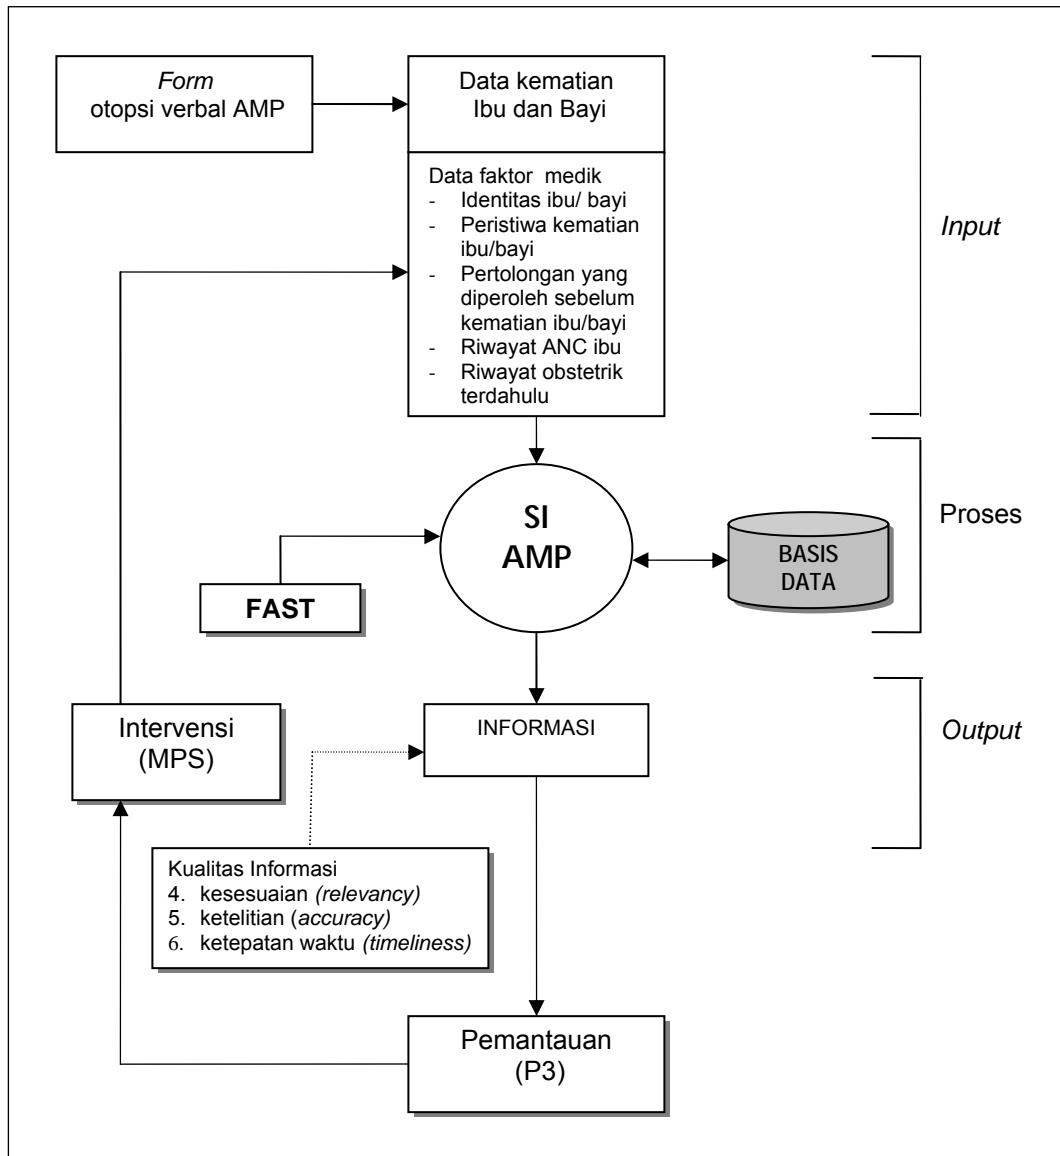 Form
otopsi verbal AMP
Data kematian
Ibu dan Bayi
Data faktor medik
- Identitas ibu/ bayi
- Peristiwa kematian
ibu/bayi
- Pertolongan yang
diperoleh sebelum
kematian ibu/bayi
- Riwayat ANC ibu
- Riwayat obstetrik
terdahulu
Input
SI
AMP
BASIS
DATA
Proses
FAST
Intervensi
(MPS)
INFORMASI
Output
Kualitas Informasi
4. kesesuaian (relevancy)
5. ketelitian (accuracy)
6. ketepatan waktu (timeliness)
Pemantauan
(P3)